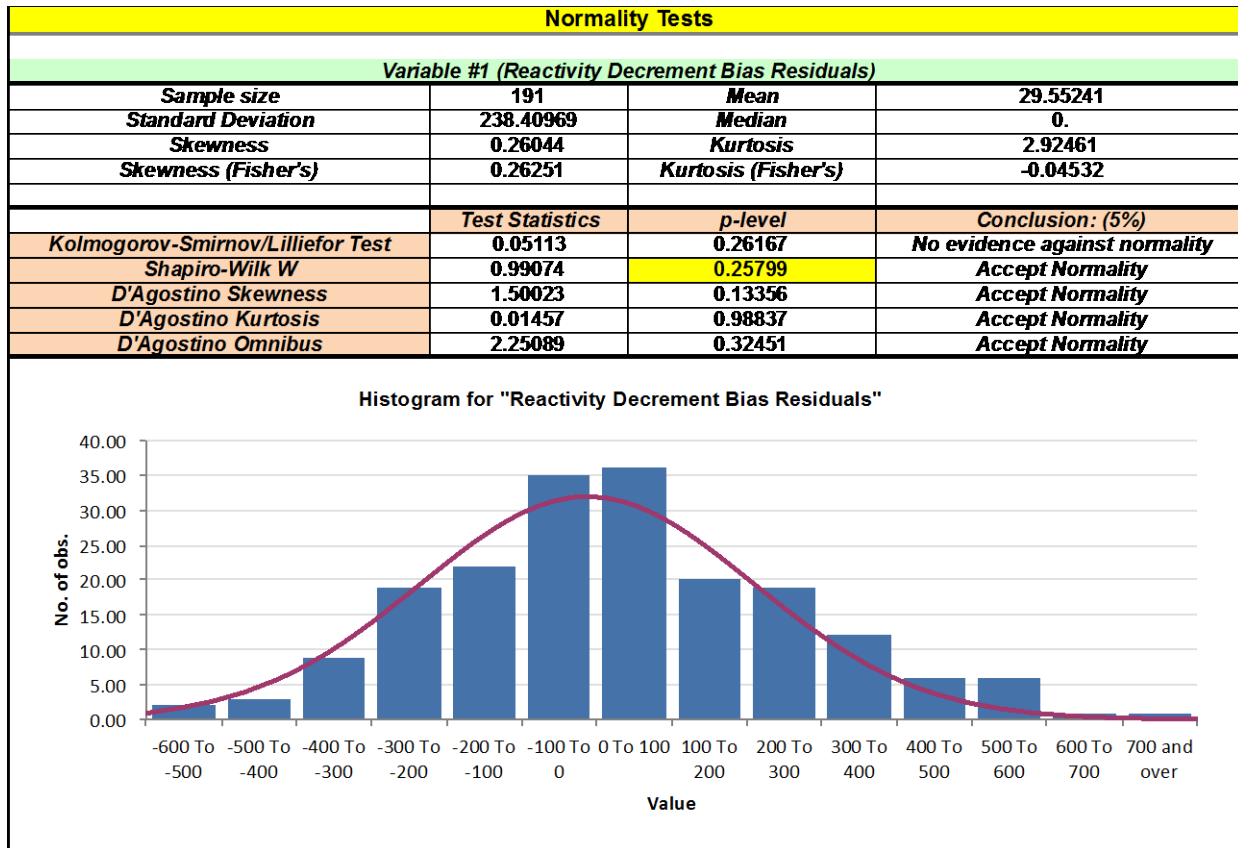 Normality Tests
Variable #1 (Reactivity Decrement Bias Residuals)
Sample size 191 Mean 29.55241
Standard Deviation 238.40969 Median 0.
Skewness 0.26044 Kurtosis 2.92461
Skewness (Fisher's) 0.26251 Kurtosis (Fisher's) -0.04532
Test Statistics p-level Conclusion: (5%)
Kolmogorov-Smirnov/Lilliefor Test 0.05113 0.26167 No evidence against normality
Shapiro-Wilk W 0.99074 0.25799 Accept Normality
D'Agostino Skewness 1.50023 0.13356 Accept Normality
D'Agostino Kurtosis 0.01457 0.98837 Accept Normality
D'Agostino Omnibus 2.25089 0.32451 Accept Normality
Histogram for "Reactivity Decrement Bias Residuals"
40.00
35.00
30.00
25.00
20.00
15.00
10.00
5.00
0.00
No. of obs.
-600 To -500 To -400 To -300 To -200 To -100 To 0 To 100 100 To 200 To 300 To 400 To 500 To 600 To 700 and
-500 -400 -300 -200 -100 0 200 300 400 500 600 700 over
Value